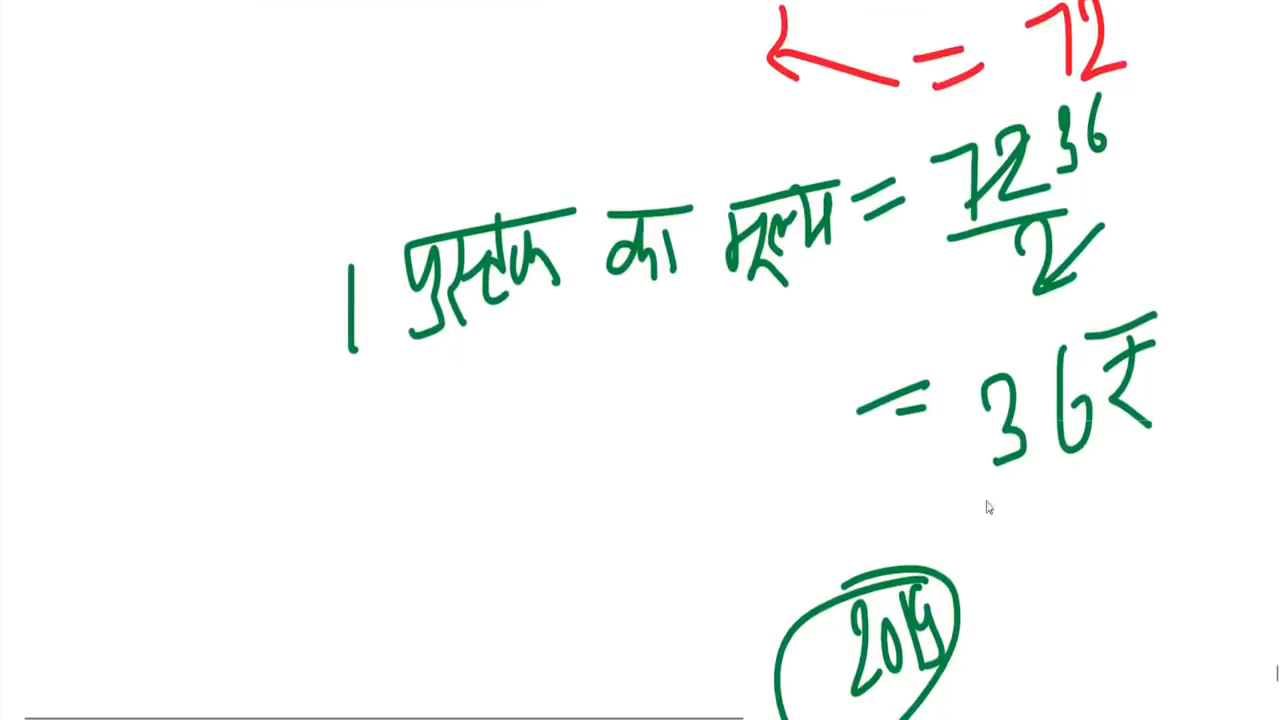 = 72
1 पुस्तक का मूल्य = 72/2 36
= 36 ₹
2019